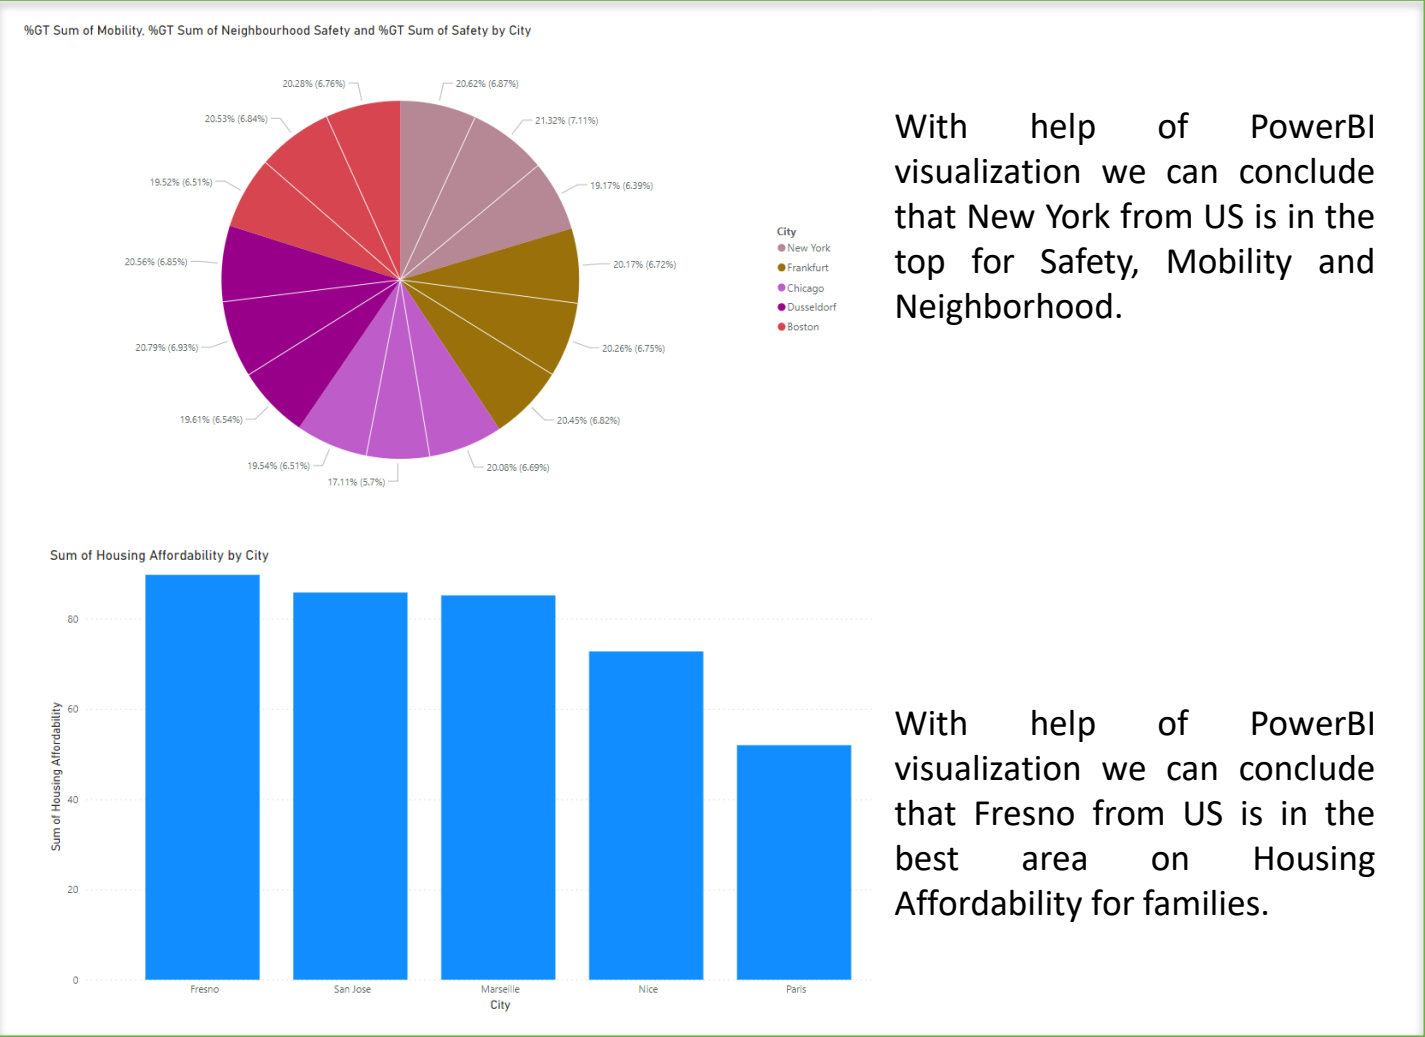 %GT Sum of Mobility, %GT Sum of Neighbourhood Safety and %GT Sum of Safety by City
20.28% (6.76%)
20.62% (6.87%)
20.53% (6.84%)
21.32% (7.11%)
19.52% (6.51%)
19.17% (6.39%)
20.56% (6.85%)
20.17% (6.72%)
20.79% (6.93%)
20.26% (6.75%)
19.61% (6.54%)
20.45% (6.82%)
19.54% (6.51%)
20.08% (6.69%)
17.11% (5.7%)
City
New York
Frankfurt
Chicago
Dusseldorf
Boston
With help of PowerBI
visualization we can conclude
that New York from US is in the
top for Safety, Mobility and
Neighborhood.
Sum of Housing Affordability by City
Sum of Housing Affordability
80
60
40
20
0
Fresno
San Jose
Marseille
Nice
Paris
City
With help of PowerBI
visualization we can conclude
that Fresno from US is in the
best area on Housing
Affordability for families.